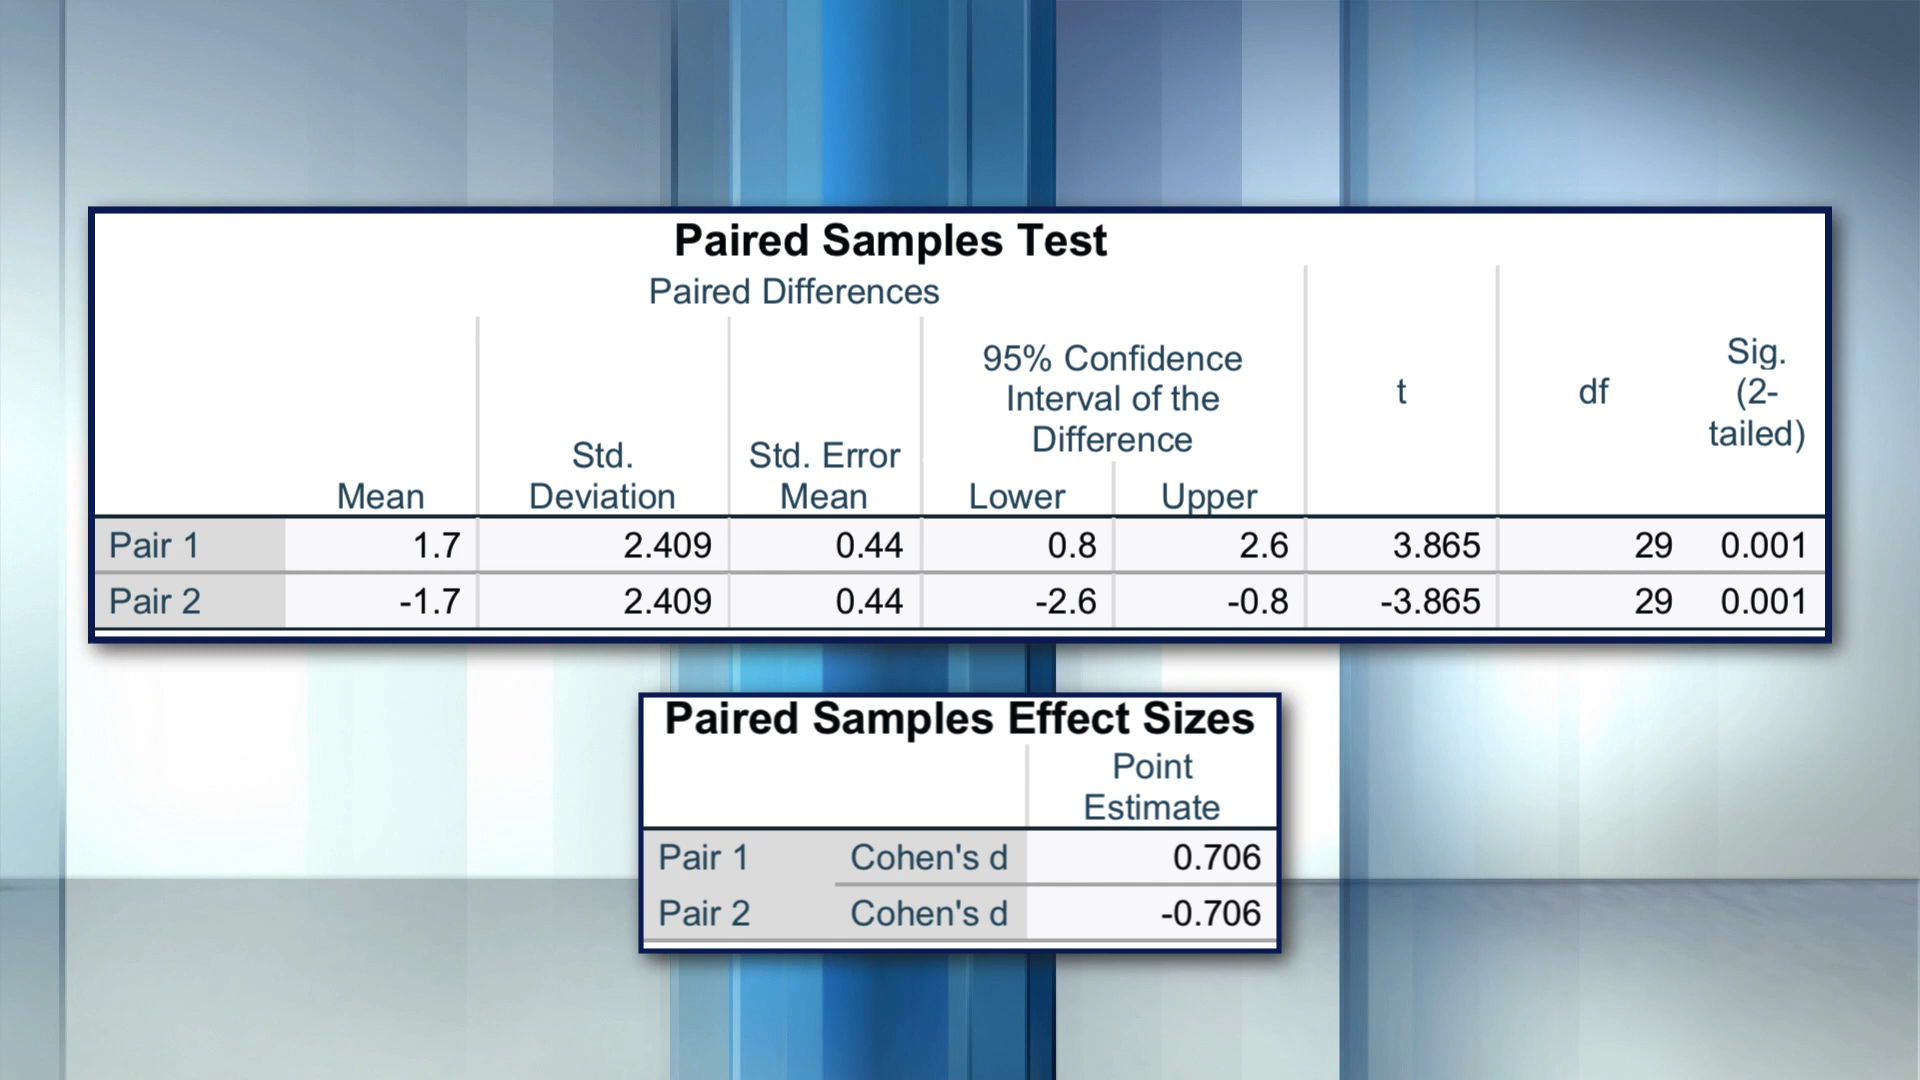 Paired Samples Test
Paired Differences
95% Confidence Interval of the Difference
t
df
Sig. (2-tailed)
Mean
Std. Deviation
Std. Error Mean
Lower
Upper
Pair 1 1.7 2.409 0.44 0.8 2.6 3.865 29 0.001
Pair 2 -1.7 2.409 0.44 -2.6 -0.8 -3.865 29 0.001
Paired Samples Effect Sizes
Point
Estimate
Pair 1 Cohen's d 0.706
Pair 2 Cohen's d -0.706